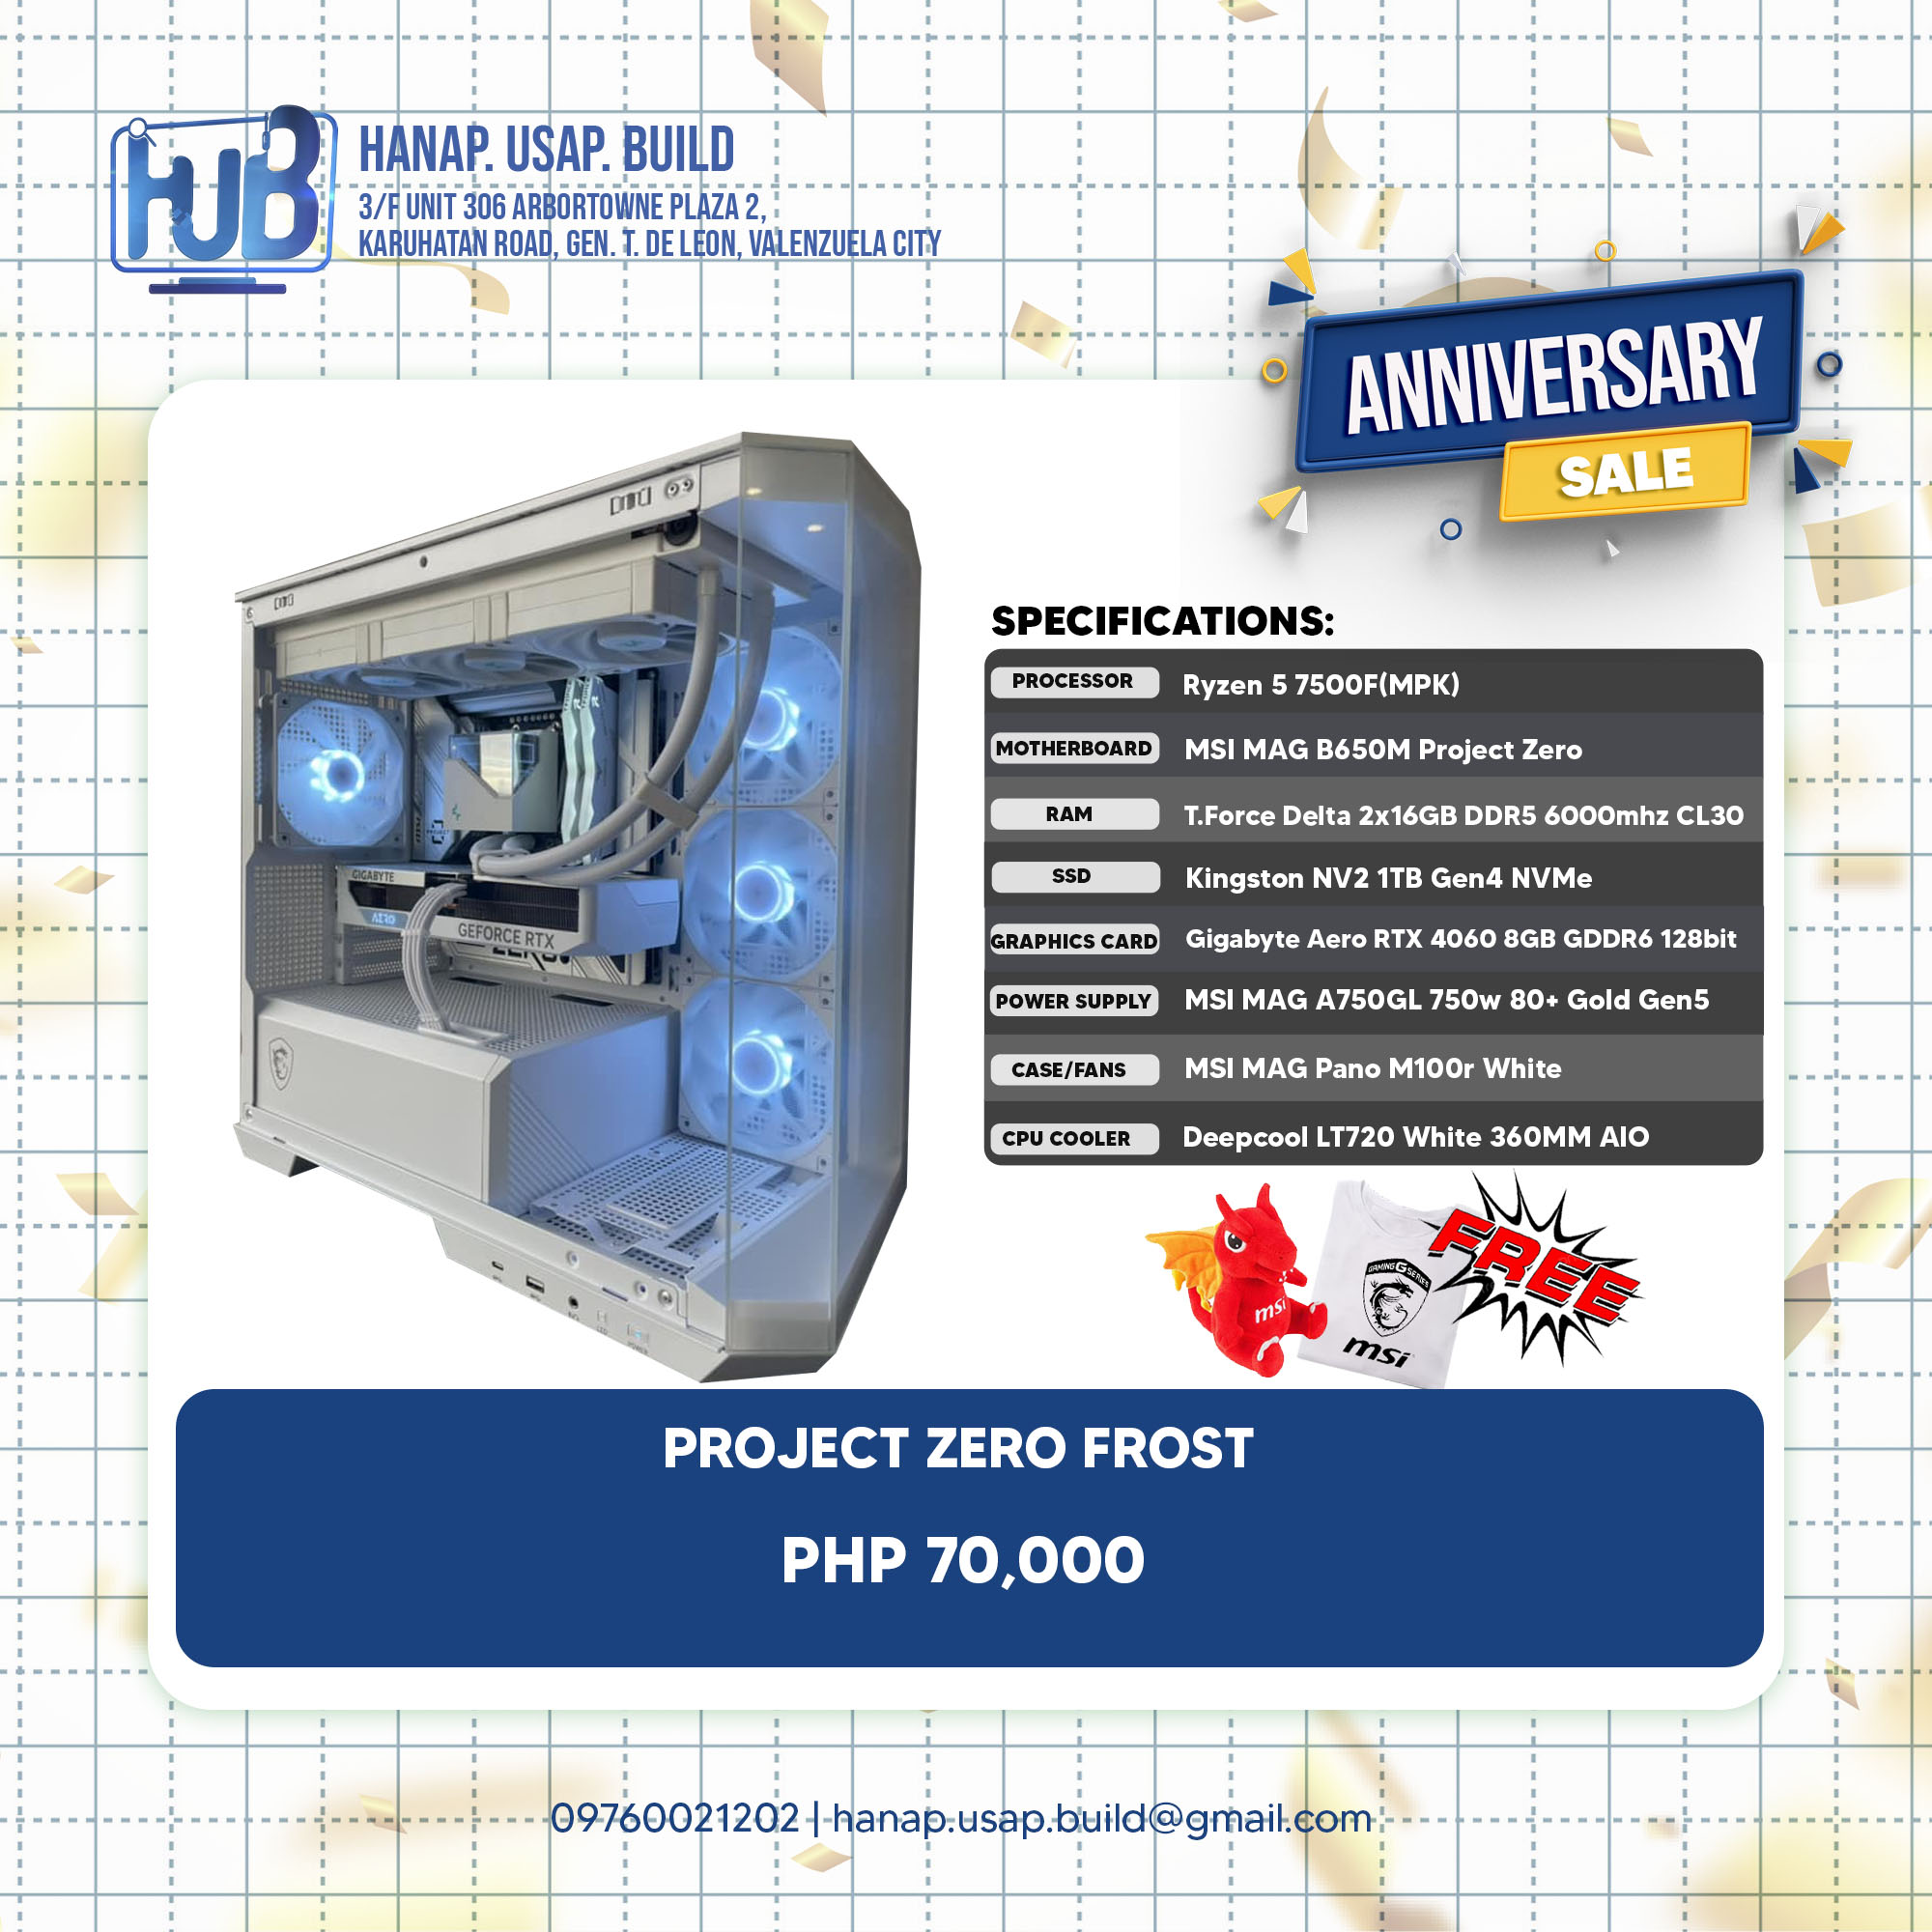 HUB
HANAP. USAP. BUILD
3/F UNIT 306 ARBORTOWNE PLAZA 2,
KARUHATAN ROAD, GEN. T. DE LEON, VALENZUELA CITY
ANNIVERSARY
SALE
GIGABYTE
AERO
GEFORCE RTX
SPECIFICATIONS:
PROCESSOR Ryzen 5 7500F(MPK)
MOTHERBOARD MSI MAG B650M Project Zero
RAM T.Force Delta 2x16GB DDR5 6000mhz CL30
SSD Kingston NV2 1TB Gen4 NVMe
GRAPHICS CARD Gigabyte Aero RTX 4060 8GB GDDR6 128bit
POWER SUPPLY MSI MAG A750GL 750w 80+ Gold Gen5
CASE/FANS MSI MAG Pano M100r White
CPU COOLER Deepcool LT720 White 360MM AIO
msi
GAMING G SERIES
msi
FREE
PROJECT ZERO FROST
PHP 70,000
09760021202 | hanap.usap.build@gmail.com